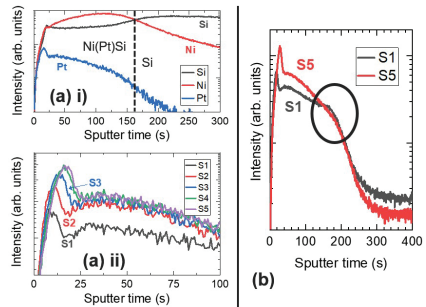 Intensity (arb. units)
Si
Ni(Pt)Si
Si
Ni
Pt
(a) i)
Si
Ni
Pt
0 50 100 150 200 250 300
Sputter time (s)
Intensity (arb. units)
S3
S2
S1
(a) ii)
S1
S2
S3
S4
S5
0 25 50 75 100
Sputter time (s)
Intensity (arb. units)
S5
S1
S1
S5
0 100 200 300 400
Sputter time (s)
(b)